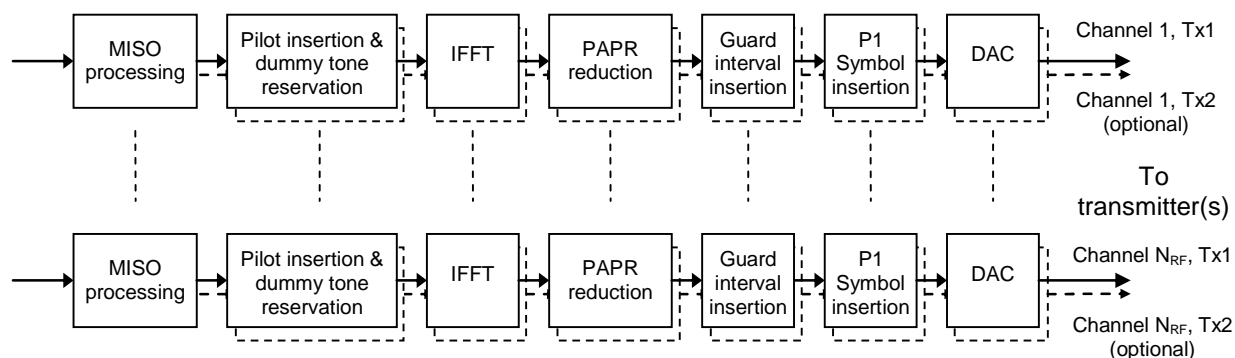 MISO
processing
Pilot insertion &
dummy tone
reservation
IFFT
PAPR
reduction
Guard
interval
insertion
P1
Symbol
insertion
DAC
Channel 1, Tx1
Channel 1, Tx2
(optional)
To
transmitter(s)
MISO
processing
Pilot insertion &
dummy tone
reservation
IFFT
PAPR
reduction
Guard
interval
insertion
P1
Symbol
insertion
DAC
Channel NRF, Tx1
Channel NRF, Tx2
(optional)